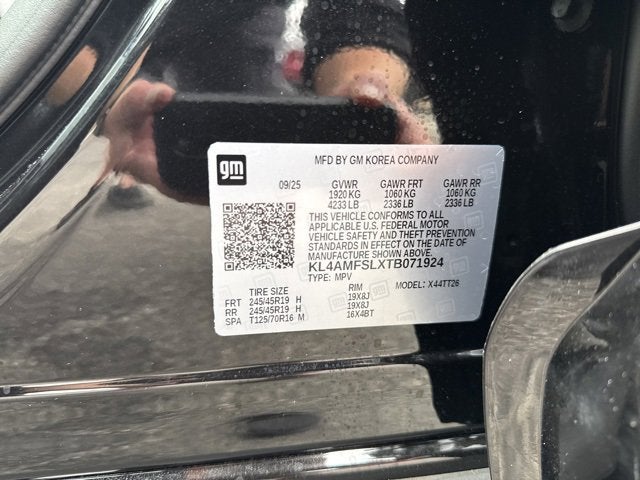 gm
MFD BY GM KOREA COMPANY
09/25 GVWR GAWR FRT GAWR RR
1920 KG 1060 KG 1060 KG
4233 LB 2336 LB 2336 LB
THIS VEHICLE CONFORMS TO ALL
APPLICABLE U.S. FEDERAL MOTOR
VEHICLE SAFETY AND THEFT PREVENTION
STANDARDS IN EFFECT ON THE DATE OF
MANUFACTURE SHOWN ABOVE.
KL4AMFSLXTB071924
TYPE: MPV
TIRE SIZE RIM MODEL: X44TT26
FRT 245/45R19 H 19X8J
RR 245/45R19 H 19X8J
SPA T125/70R16 M 16X4BT